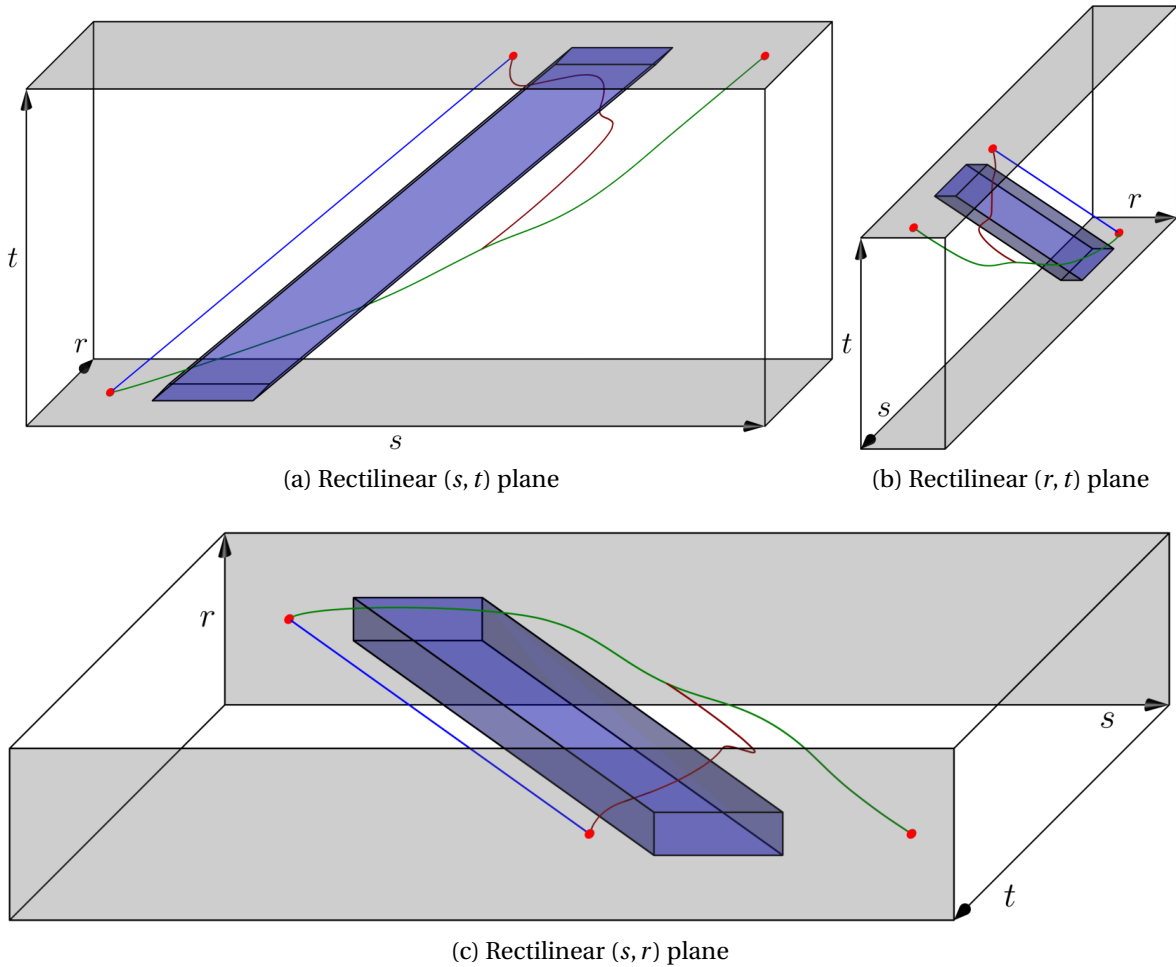 t
r
s
(a) Rectilinear (s, t) plane
r
t
s
(b) Rectilinear (r, t) plane
r
s
t
(c) Rectilinear (s, r) plane